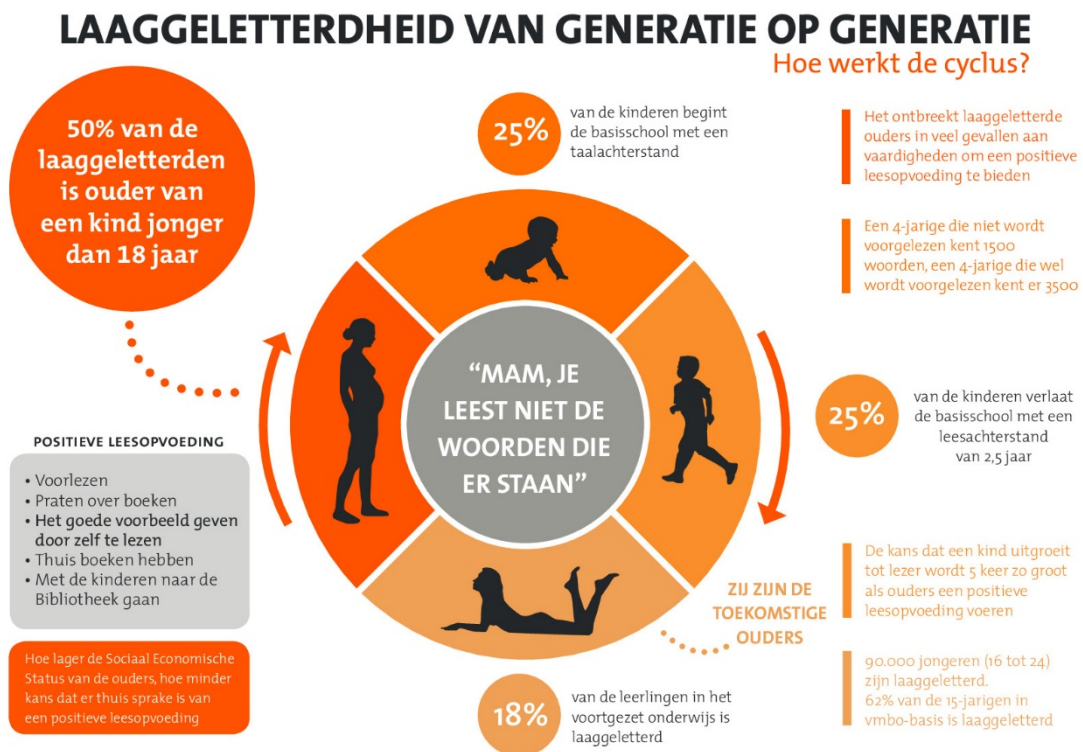 LAAGGELETTERDHEID VAN GENERATIE OP GENERATIE
Hoe werkt de cyclus?
50% van de
laaggeletterden
is ouder van
een kind jonger
dan 18 jaar
25%
van de kinderen begint
de basisschool met een
taalachterstand
Het ontbreekt laaggeletterde
ouders in veel gevallen aan
vaardigheden om een positieve
leesopvoeding te bieden
Een 4-jarige die niet wordt
voorgelezen kent 1500
woorden, een 4-jarige die wel
wordt voorgelezen kent er 3500
"MAM, JE
LEEST NIET DE
WOORDEN DIE
ER STAAN"
25%
van de kinderen verlaat
de basisschool met een
leesachterstand
van 2,5 jaar
POSITIEVE LEESOPVOEDING
• Voorlezen
• Praten over boeken
• Het goede voorbeeld geven
door zelf te lezen
• Thuis boeken hebben
• Met de kinderen naar de
Bibliotheek gaan
De kans dat een kind uitgroeit
tot lezer wordt 5 keer zo groot
als ouders een positieve
leesopvoeding voeren
ZIJ ZIJN DE
TOEKOMSTIGE
OUDERS
Hoe lager de Sociaal Economische
Status van de ouders, hoe minder
kans dat er thuis sprake is van
een positieve leesopvoeding
18%
van de leerlingen in het
voortgezet onderwijs is
laaggeletterd
90.000 jongeren (16 tot 24)
zijn laaggeletterd.
62% van de 15-jarigen in
vmbo-basis is laaggeletterd